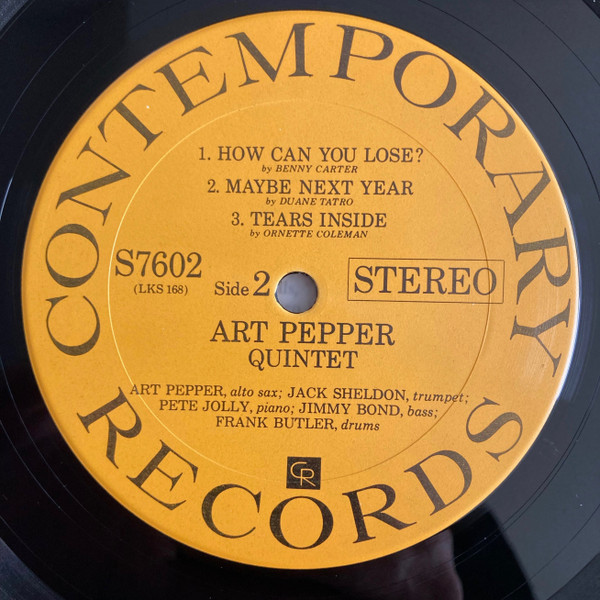 CONTEMPORARY
1. HOW CAN YOU LOSE?
by BENNY CARTER
2. MAYBE NEXT YEAR
by DUANE TATRO
3. TEARS INSIDE
by ORNETTE COLEMAN
S7602
(LKS 168)
Side 2
STEREO
ART PEPPER
QUINTET
ART PEPPER, alto sax; JACK SHELDON, trumpet;
PETE JOLLY, piano; JIMMY BOND, bass;
FRANK BUTLER, drums
CR
RECORDS